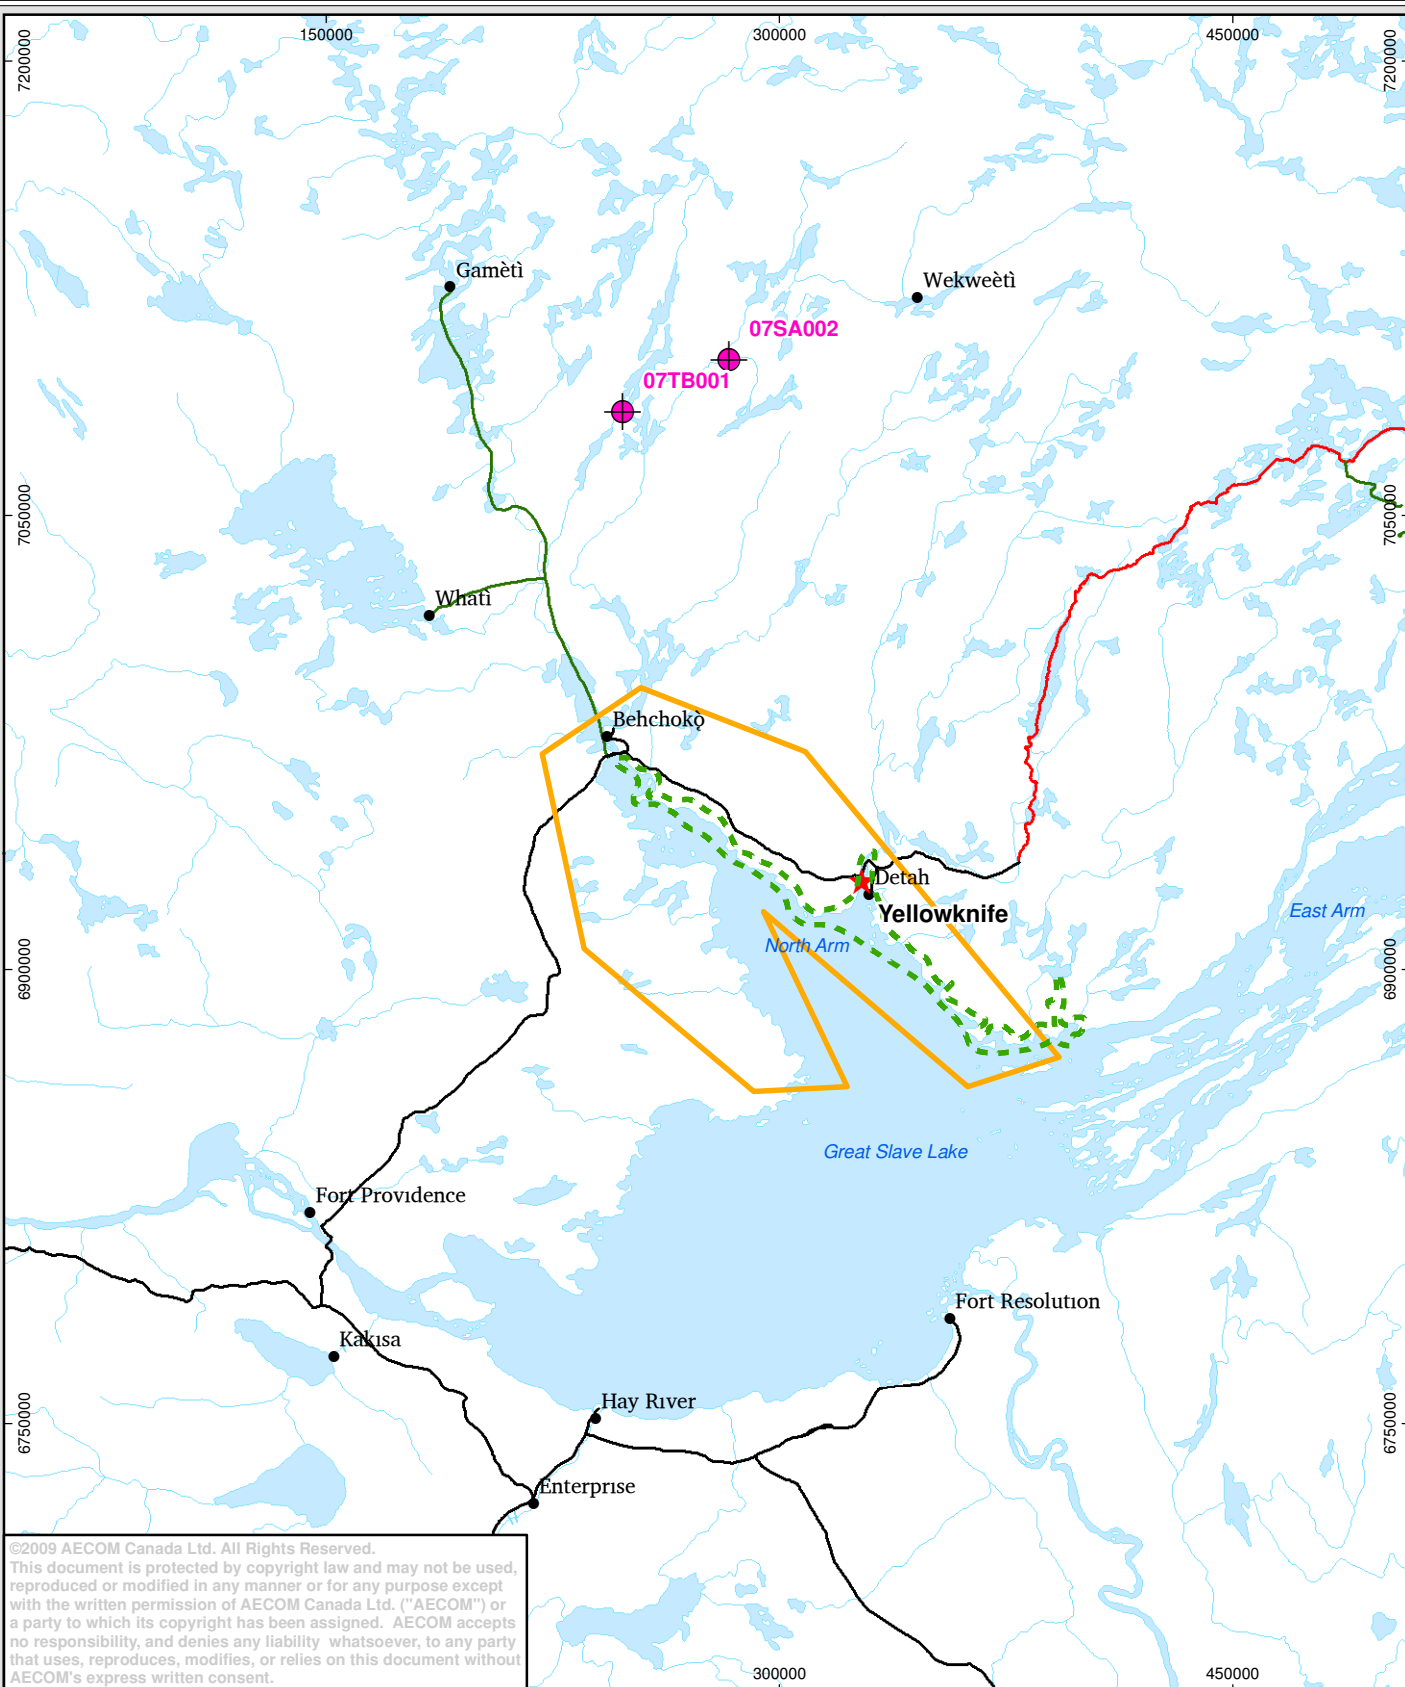 150000
300000
450000
7200000
7200000
Gamètì
Wekweètì
07SA002
07TB001
7050000
7050000
Whatì
Behchokǫ̀
Detah
Yellowknife
East Arm
North Arm
6900000
6900000
Great Slave Lake
Fort Provıdence
Fort Resolutıon
Kakısa
Hay Rıver
6750000
6750000
Enterprıse
©2009 AECOM Canada Ltd. All Rights Reserved.
This document is protected by copyright law and may not be used,
reproduced or modified in any manner or for any purpose except
with the written permission of AECOM Canada Ltd. ("AECOM") or
a party to which its copyright has been assigned. AECOM accepts
no responsibility, and denies any liability whatsoever, to any party
that uses, reproduces, modifies, or relies on this document without
AECOM's express written consent.
300000
450000